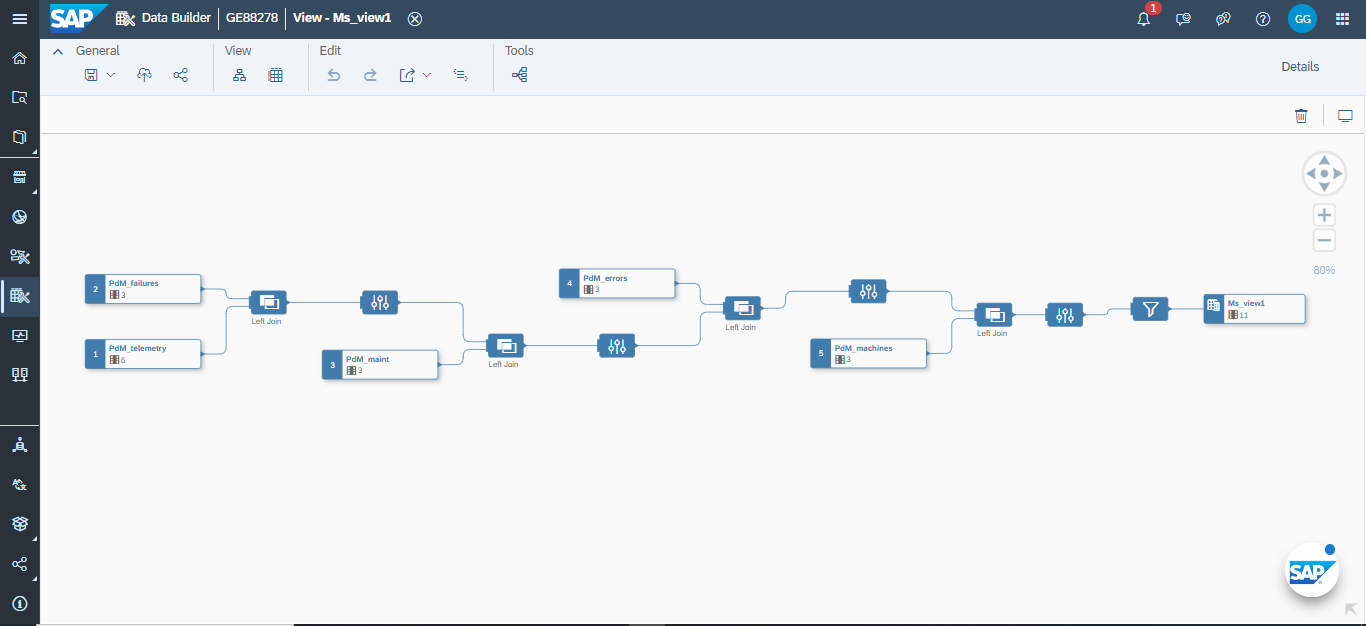 SAP Data Builder GE88278 View - Ms_view1 1 GG
General View Edit Tools
Details
80%
4 PdM_errors
3
2 PdM_failures
3
Left Join
1 PdM_telemetry
6
3 PdM_maint
3
Left Join
Left Join
5 PdM_machines
3
Left Join
Ms_view1
11
SAP